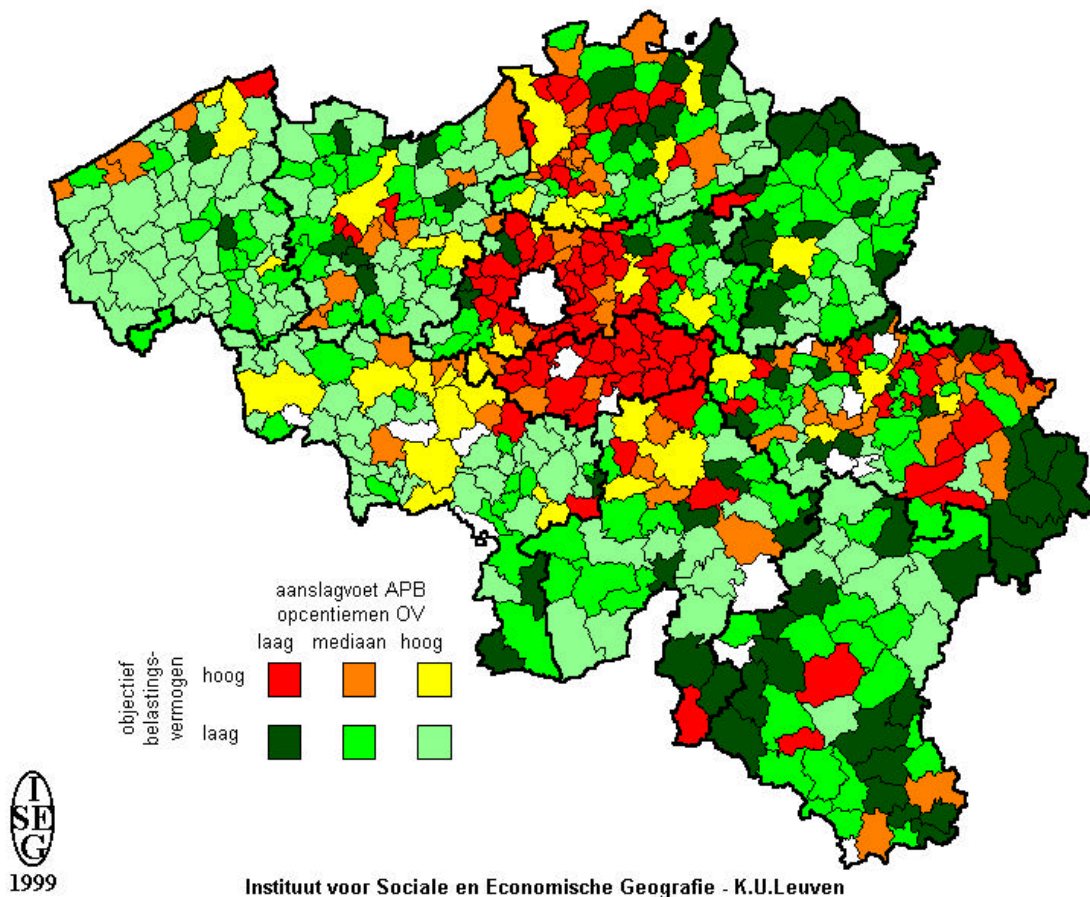 aanslagvoet APB
opcentiemen OV
laag mediaan hoog
objectief
belastings-
vermogen
hoog
laag
I
SE
G
1999
Instituut voor Sociale en Economische Geografie - K.U.Leuven